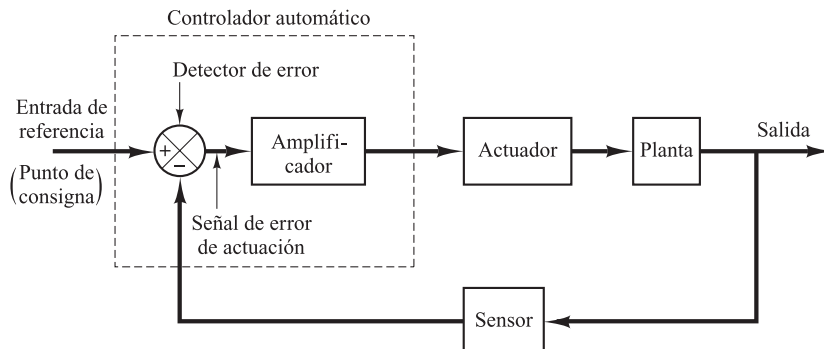 Controlador automático
Detector de error
Entrada de
referencia
(Punto de
consigna)
+
−
Señal de error
de actuación
Amplifi-
cador
Actuador
Planta
Salida
Sensor